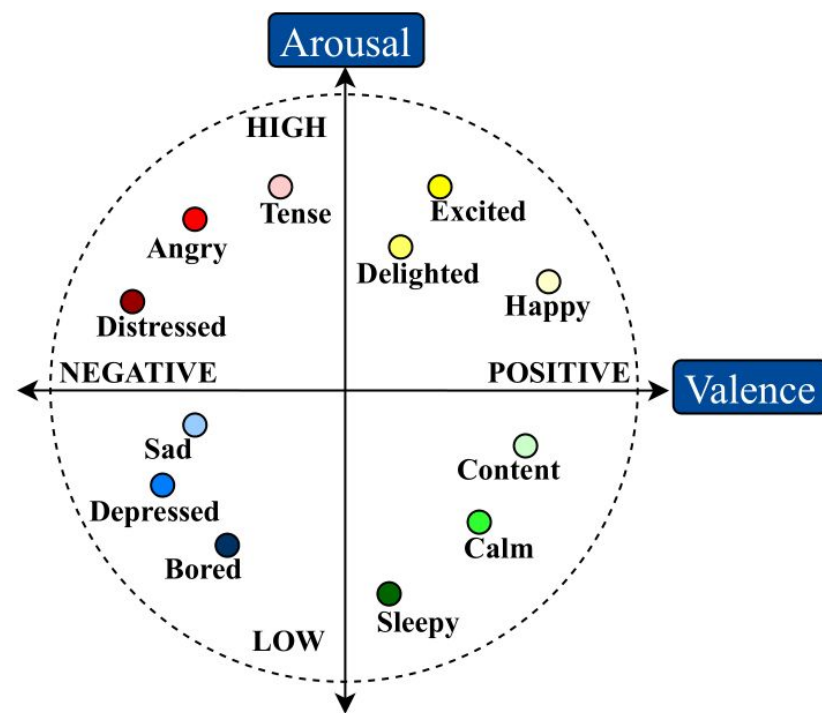 Arousal
HIGH
Tense
Excited
Angry
Delighted
Happy
Distressed
NEGATIVE
POSITIVE
Valence
Sad
Content
Depressed
Calm
Bored
Sleepy
LOW